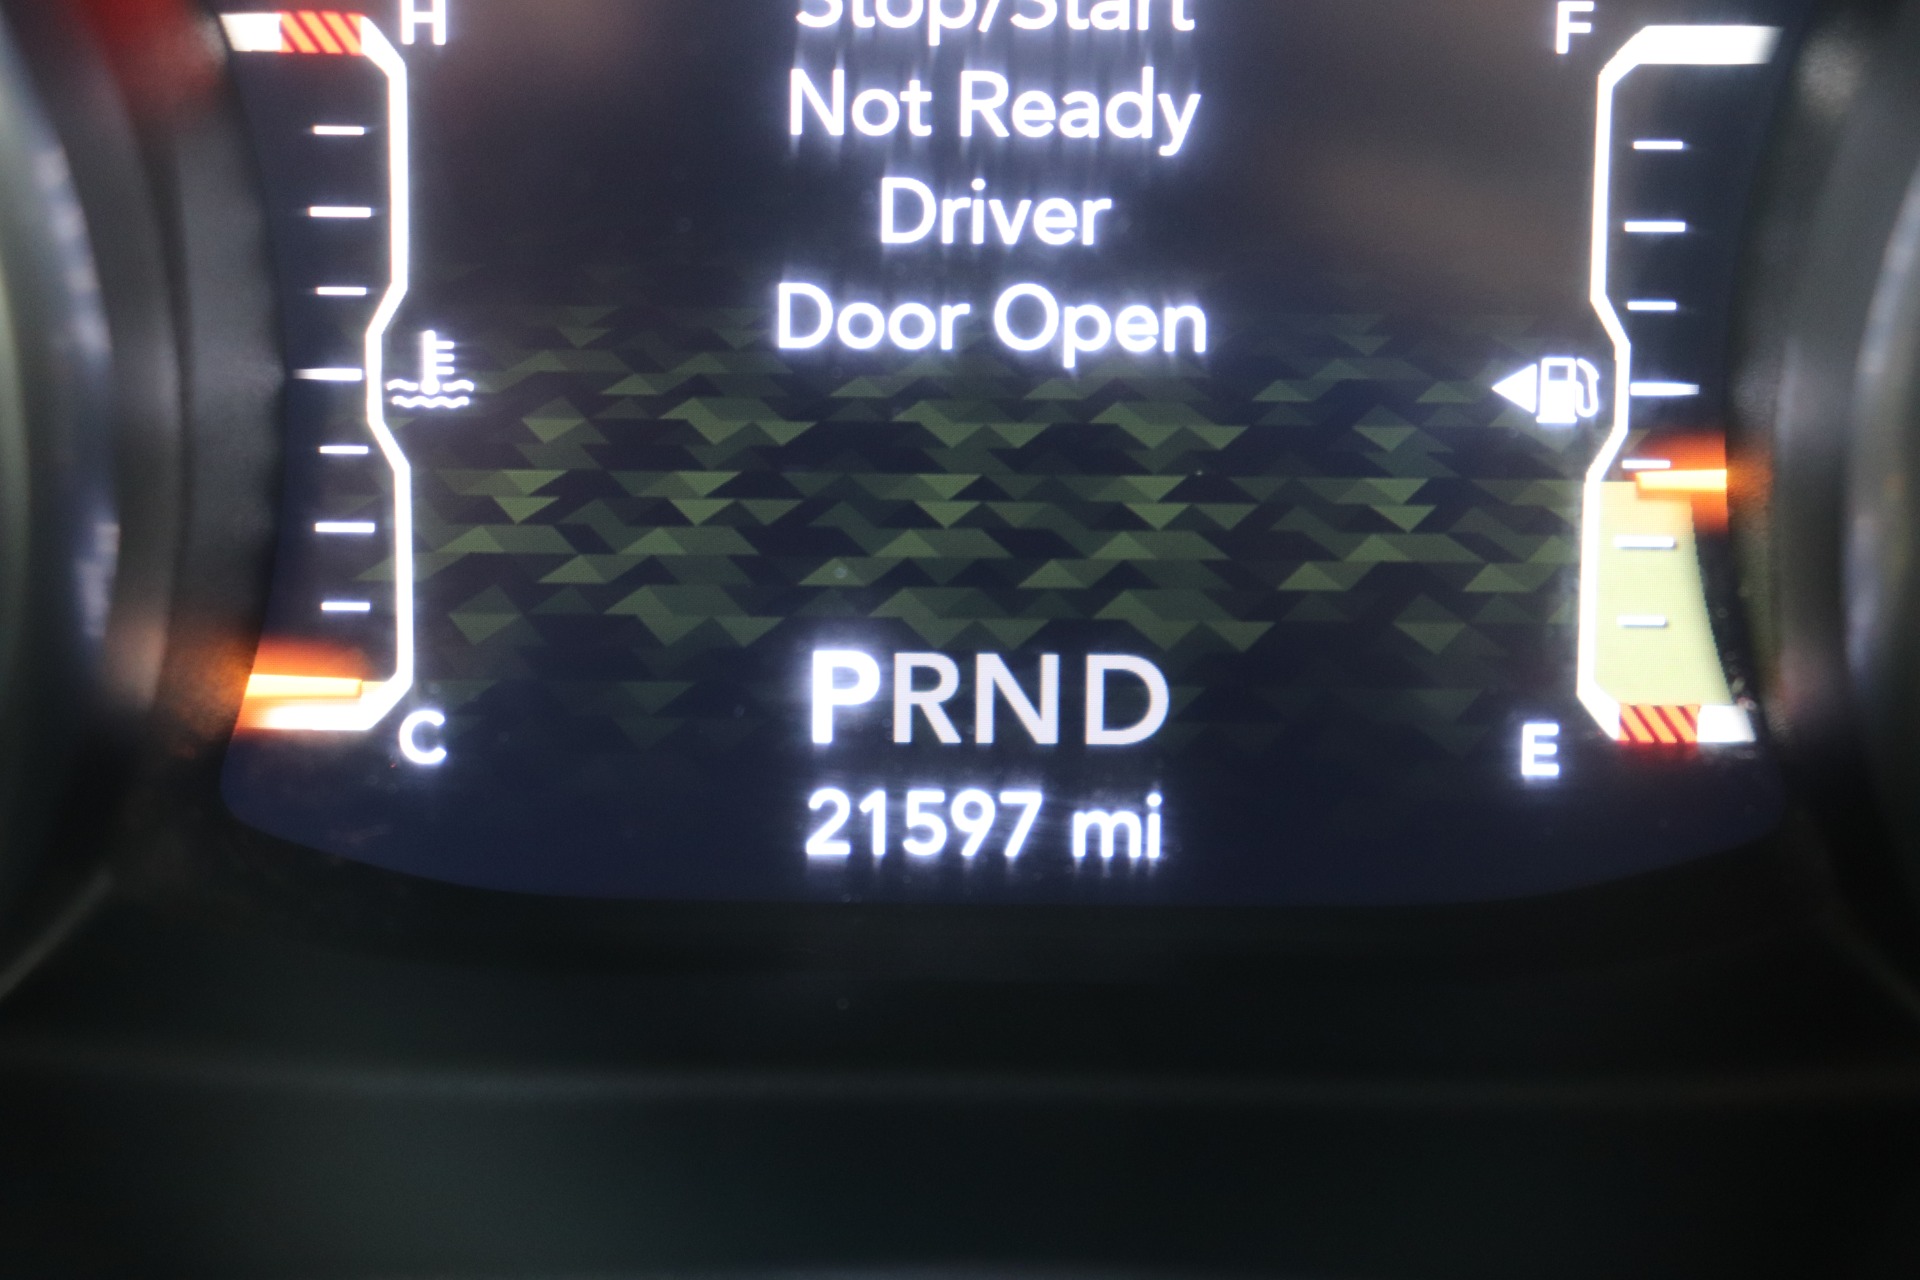 H
F
Stop/Start
Not Ready
Driver
Door Open
PRND
C
E
21597 mi